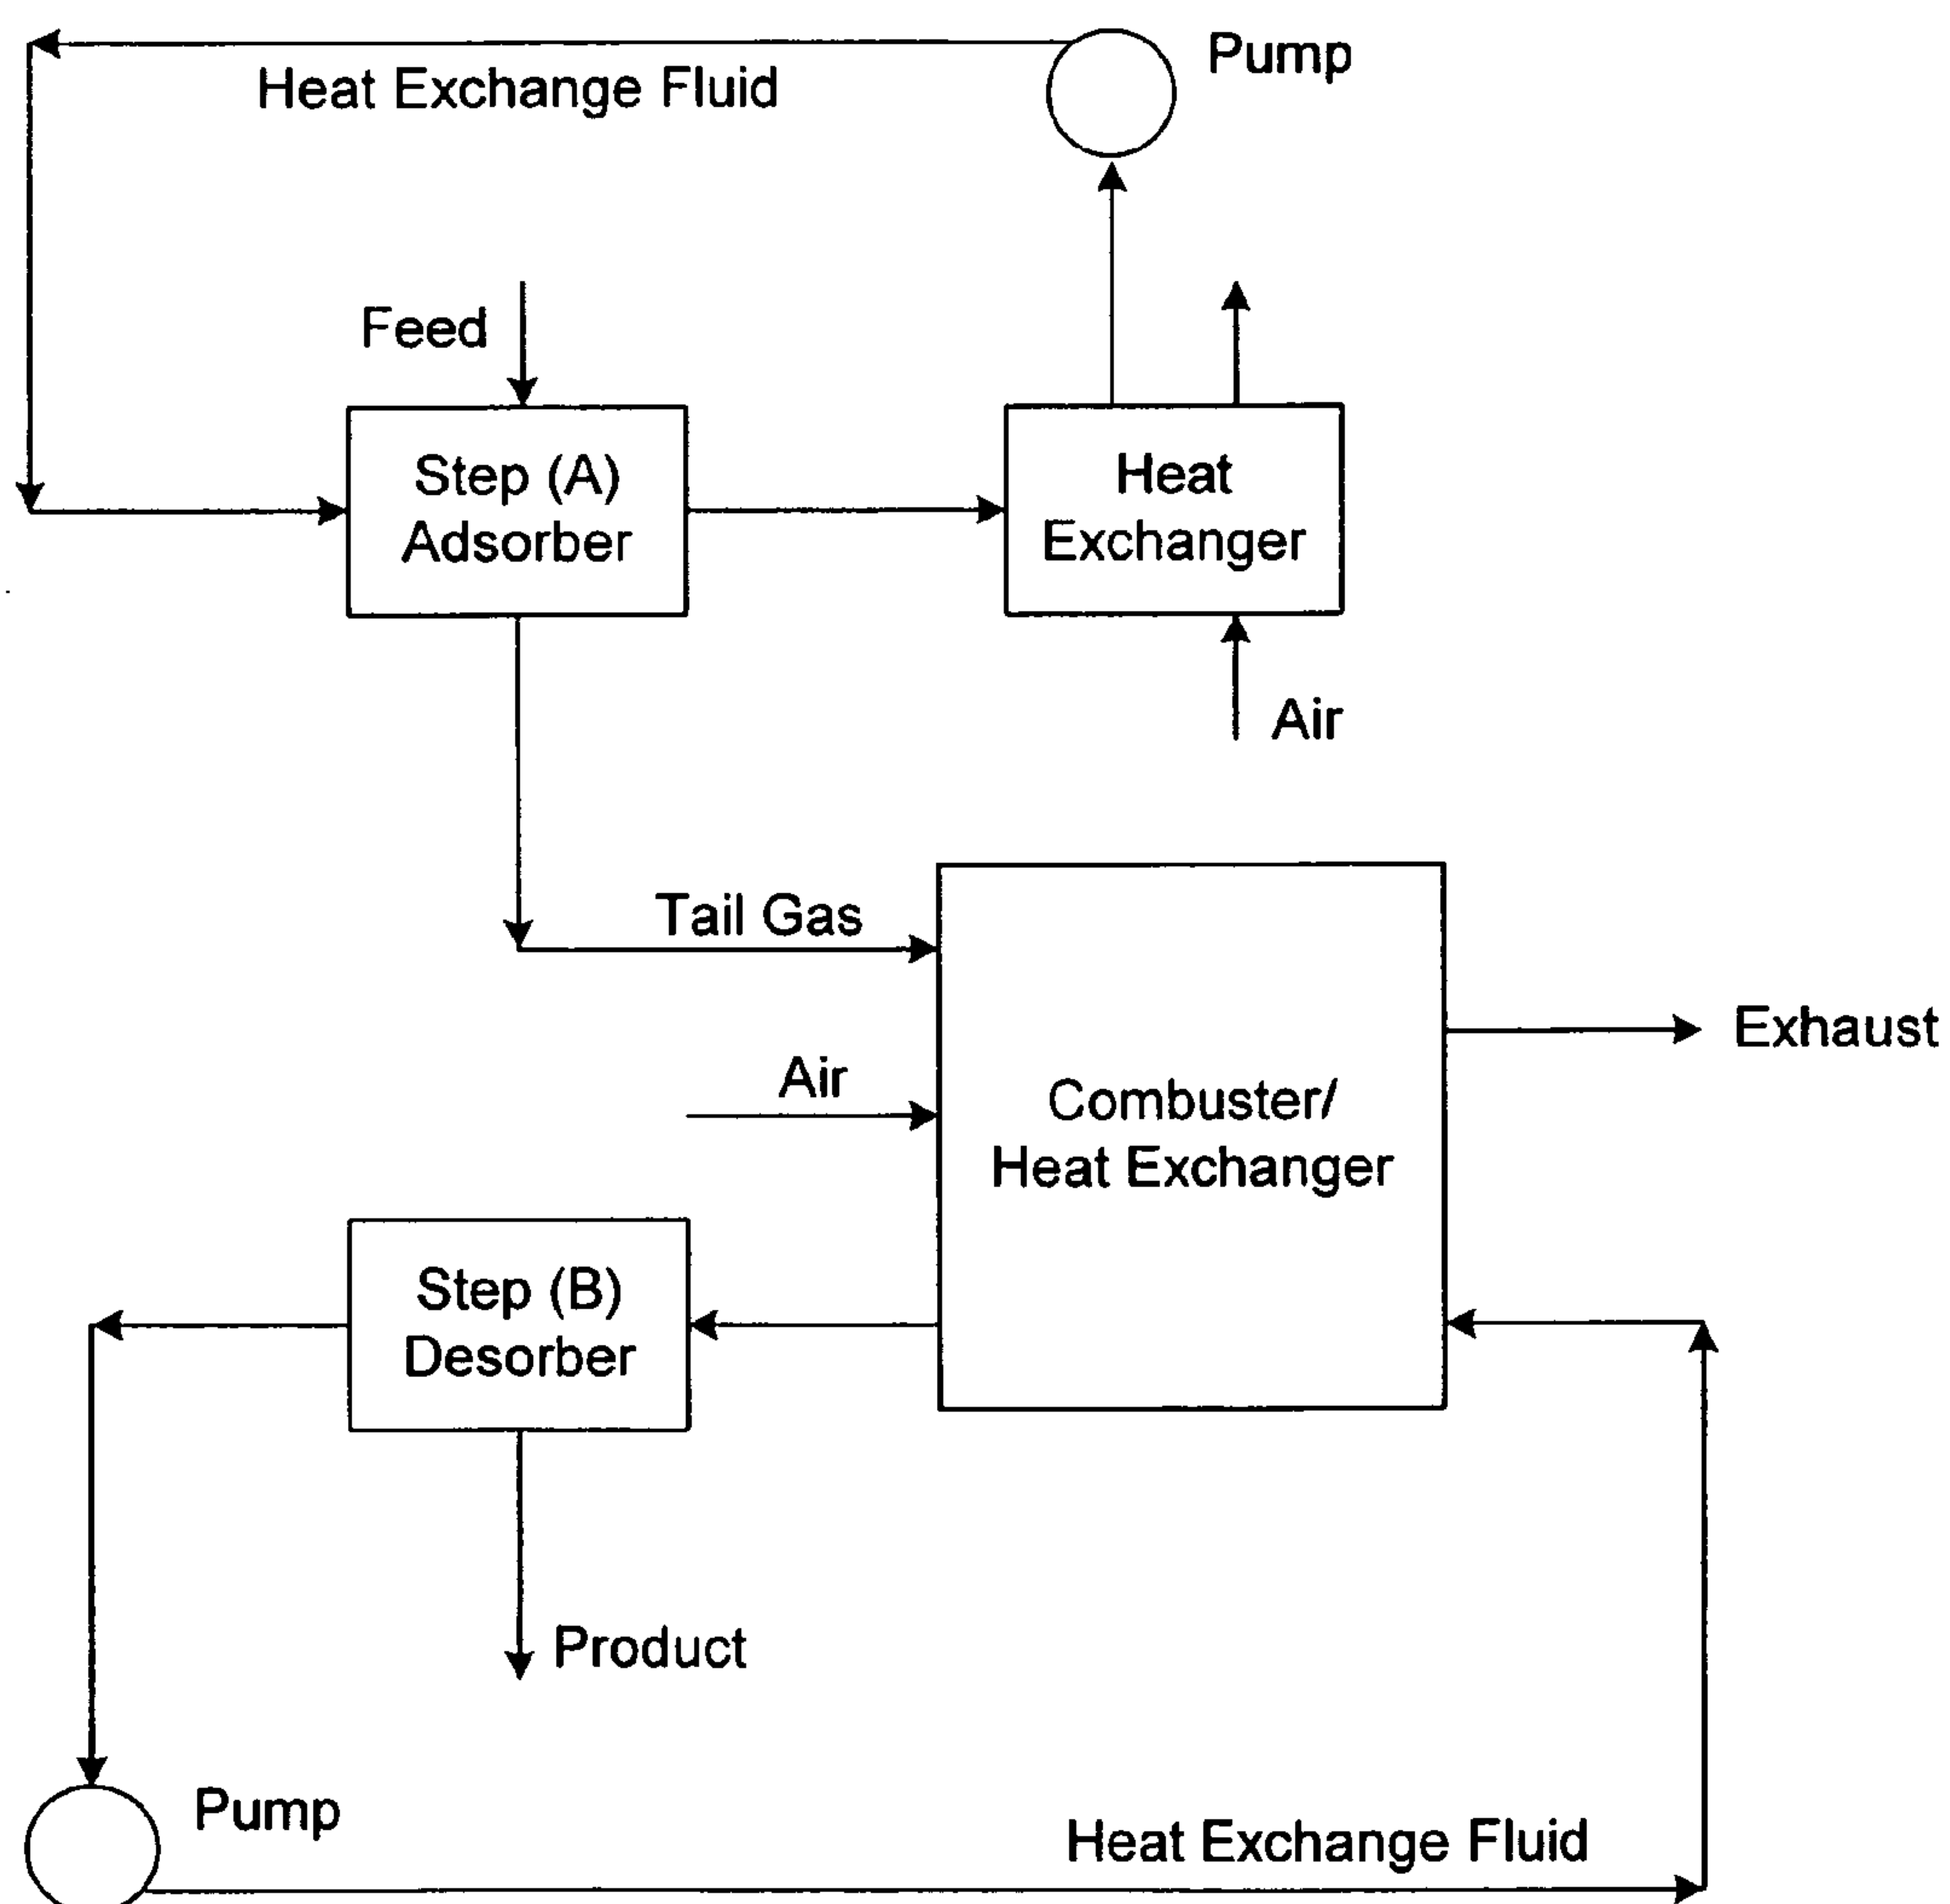 Pump
Heat Exchange Fluid
Feed
Step (A)
Adsorber
Heat
Exchanger
Air
Tail Gas
Exhaust
Air
Combuster/
Heat Exchanger
Step (B)
Desorber
Product
Pump
Heat Exchange Fluid